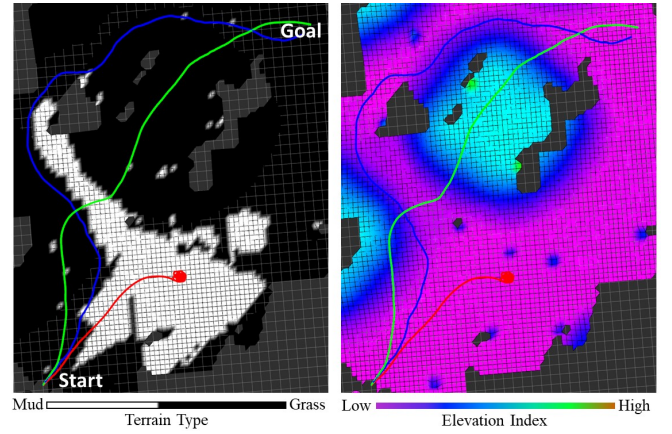 Goal
Start
Mud
Grass
Terrain Type
Low
High
Elevation Index